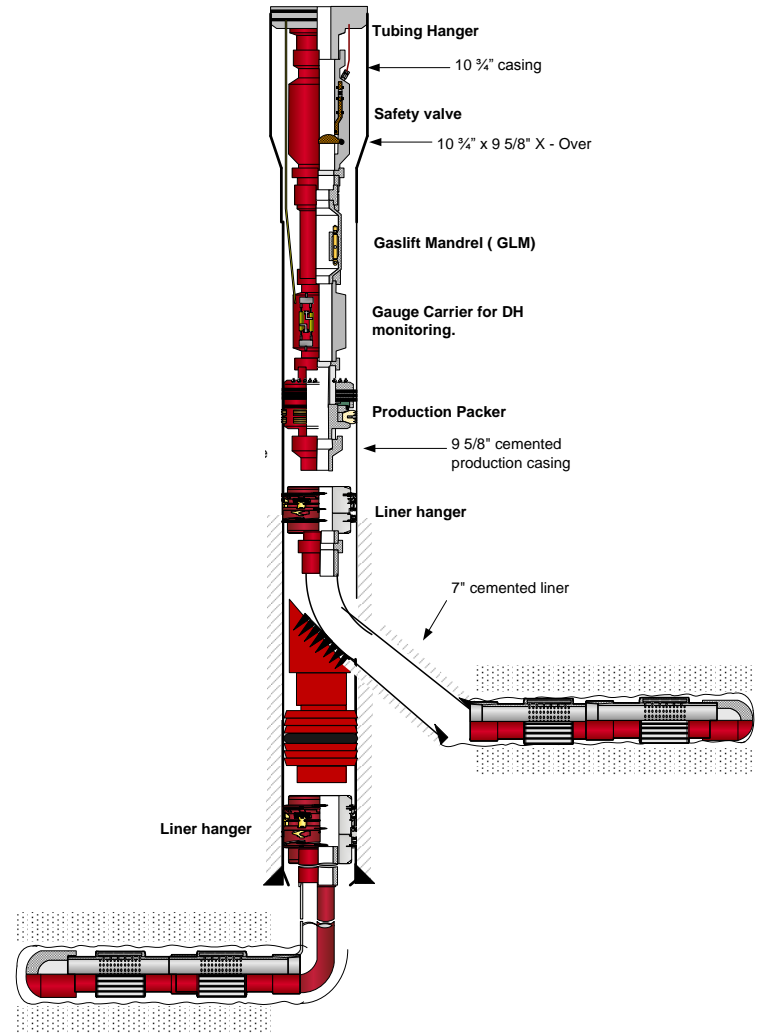 Tubing Hanger
10 ¾” casing
Safety valve
10 ¾” x 9 5/8" X - Over
Gaslift Mandrel ( GLM)
Gauge Carrier for DH
monitoring.
Production Packer
9 5/8" cemented
production casing
e
Liner hanger
7" cemented liner
Liner hanger